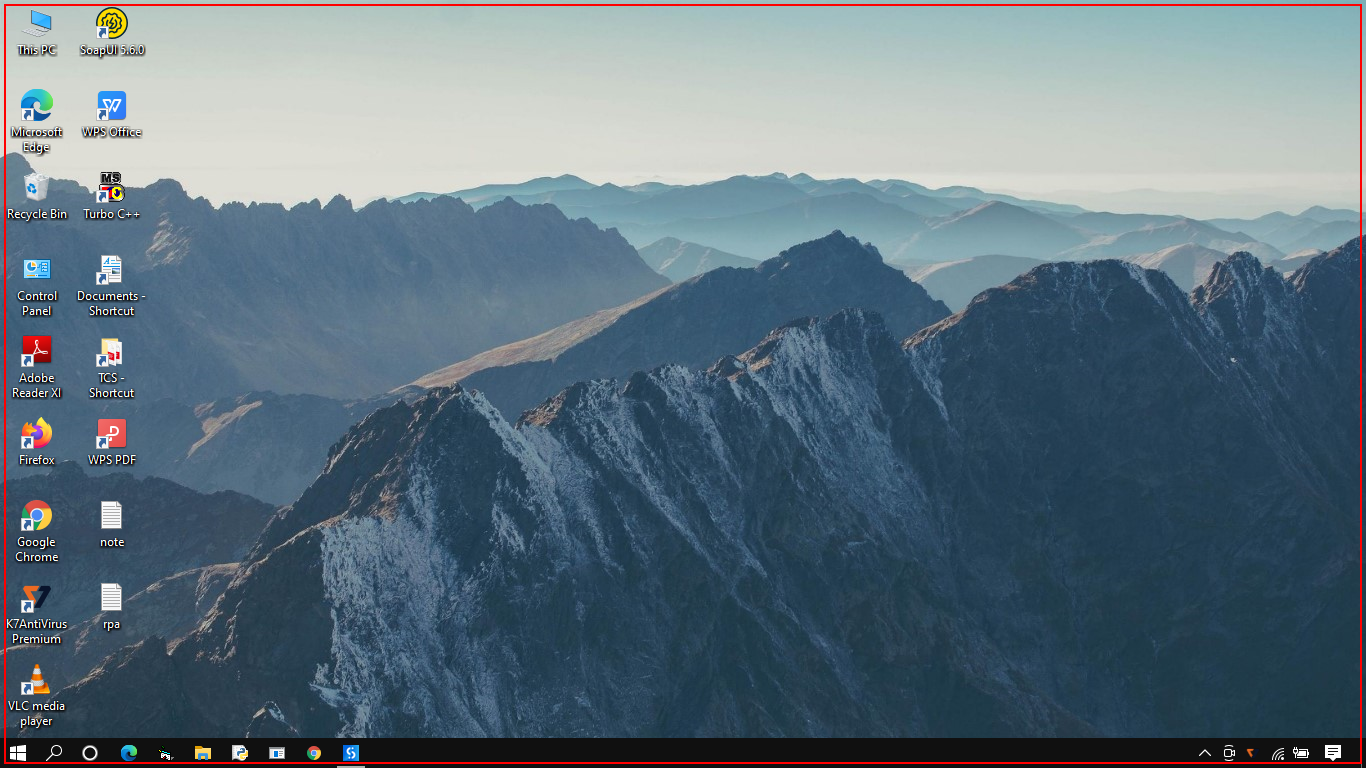 This PC
SoapUI 5.6.0
Microsoft
Edge
WPS Office
Recycle Bin
MS
Turbo C++
Control
Panel
Documents -
Shortcut
Adobe
Reader XI
TCS -
Shortcut
Firefox
WPS PDF
Google
Chrome
note
K7AntiVirus
Premium
rpa
VLC media
player